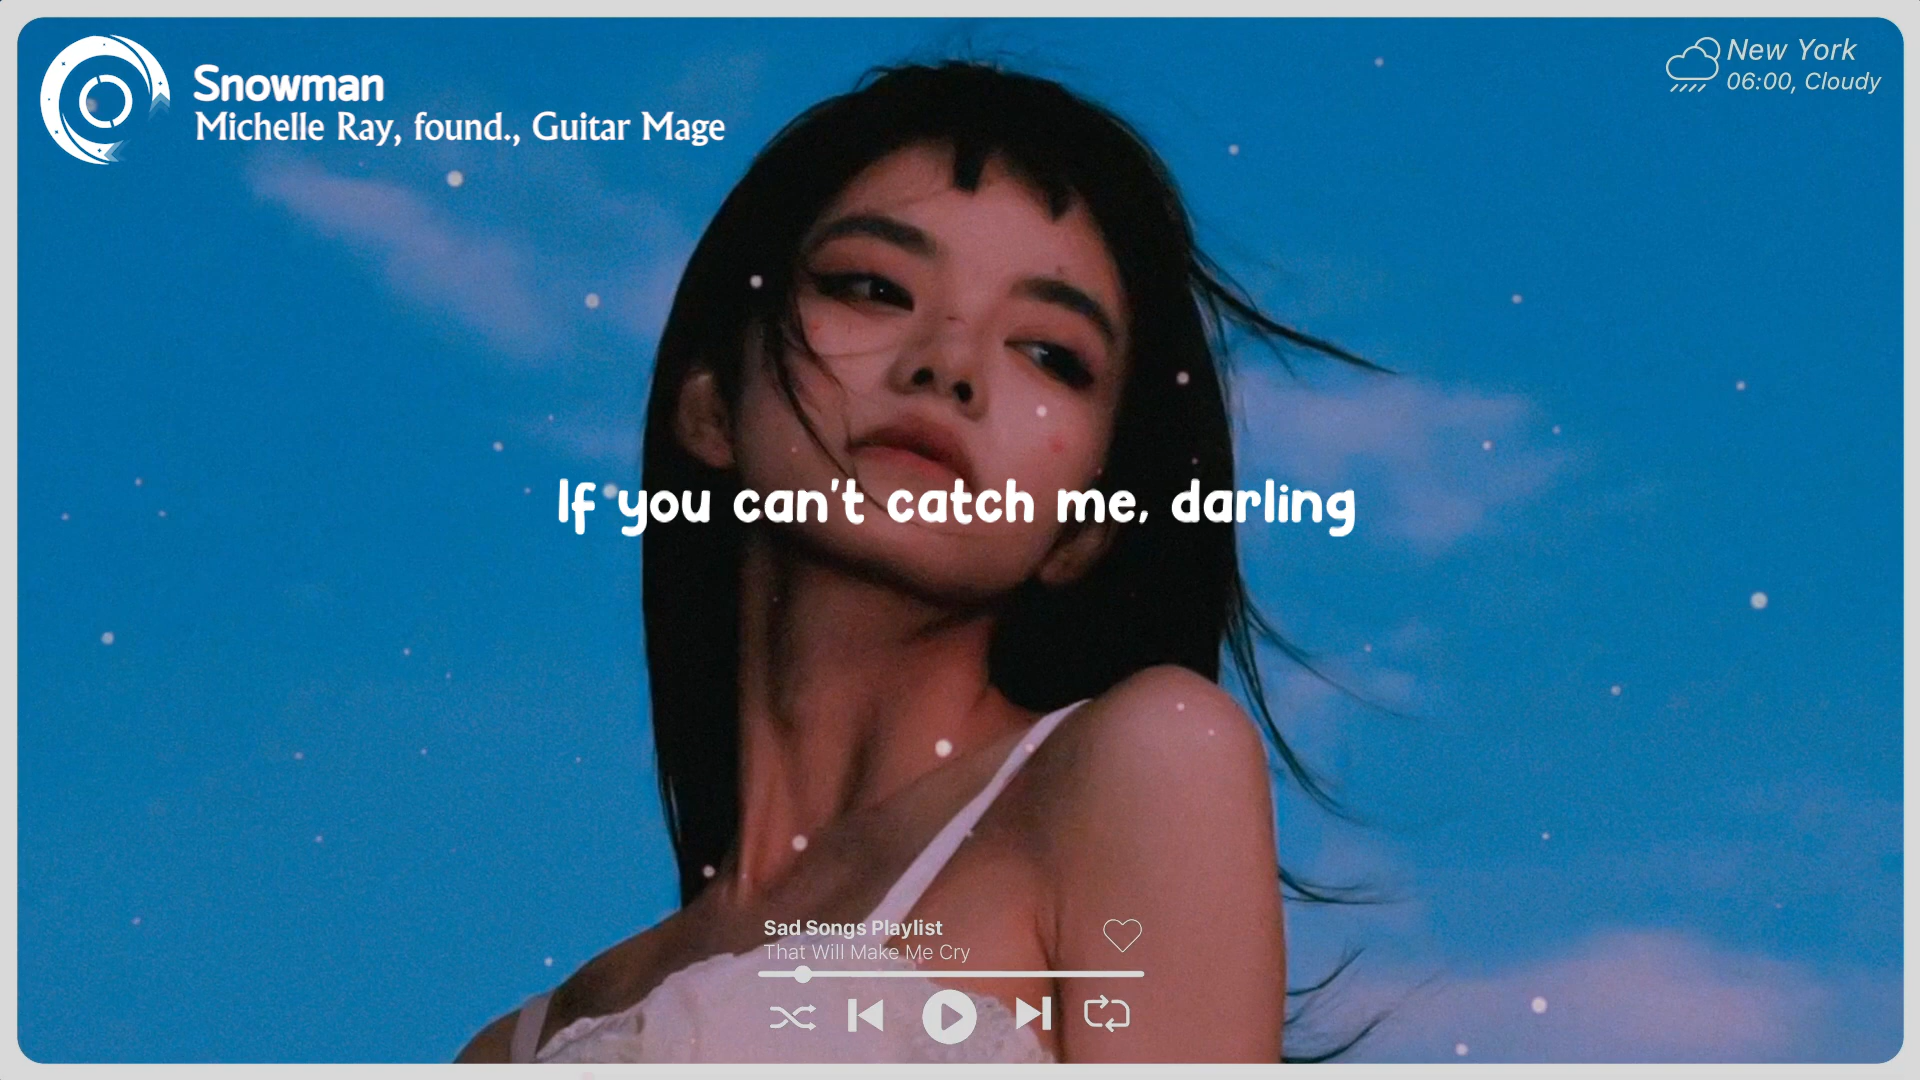 Snowman
Michelle Ray, found., Guitar Mage
New York
06:00, Cloudy
If you can't catch me, darling
Sad Songs Playlist
That Will Make Me Cry